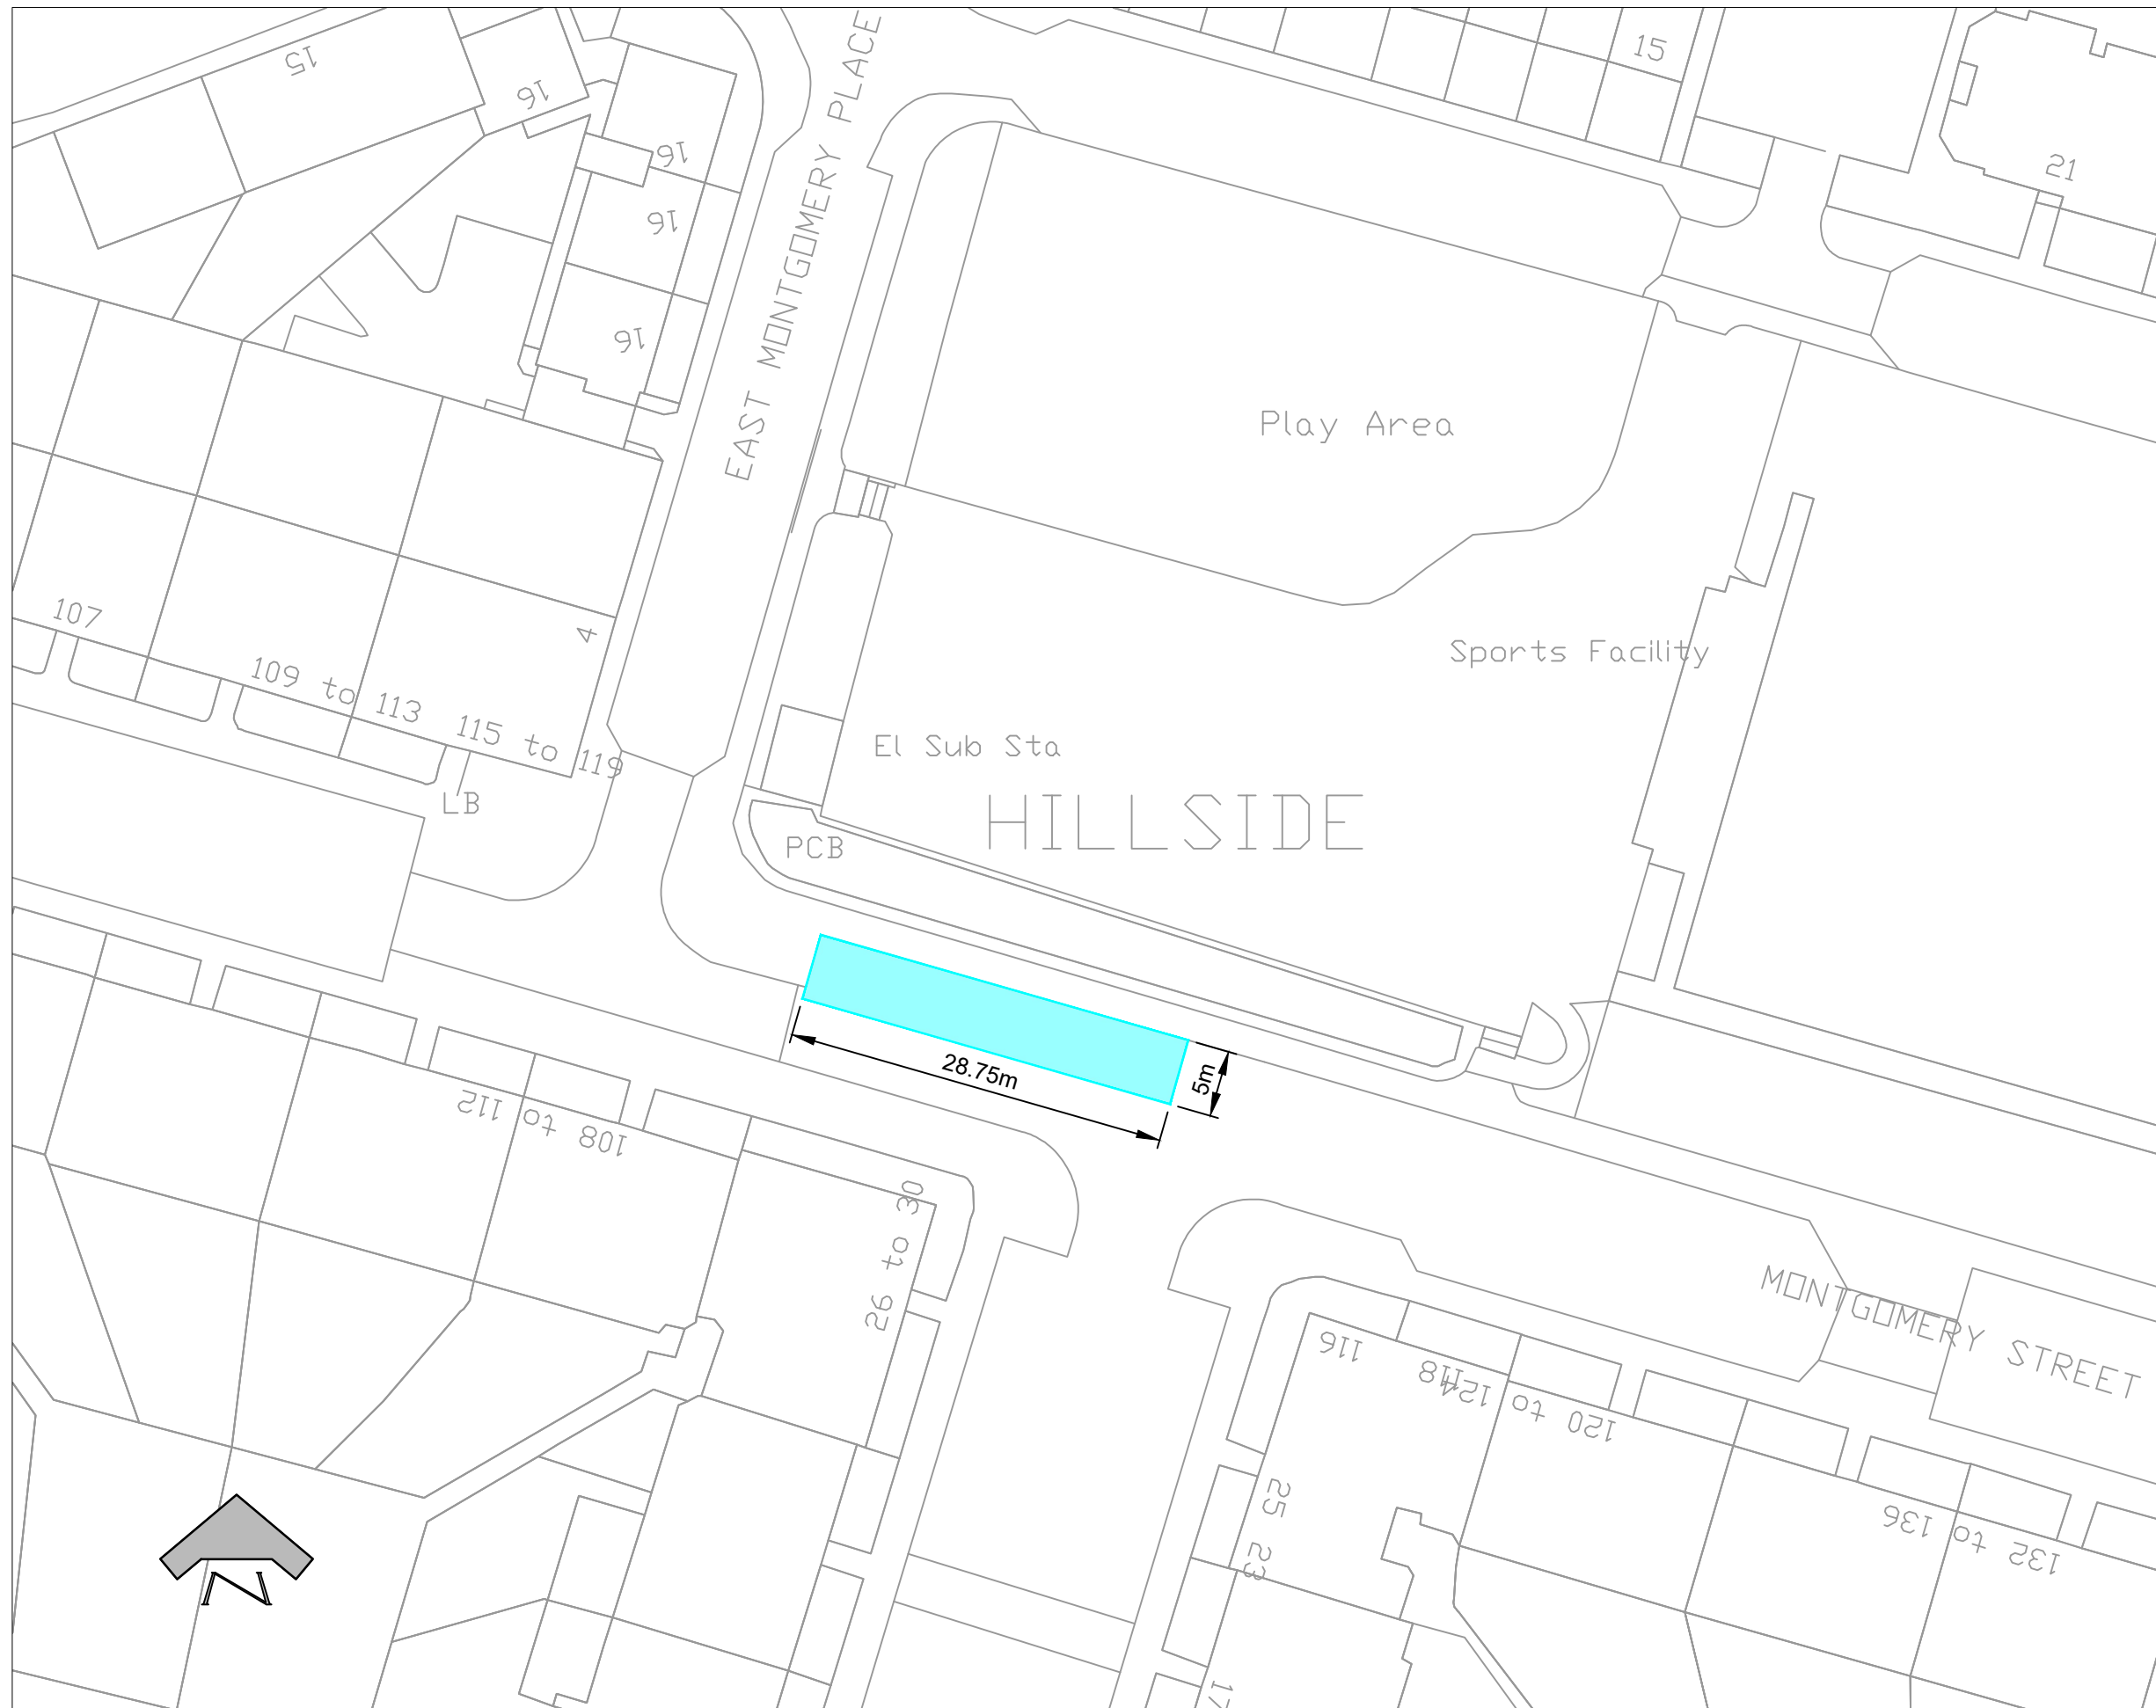 15
16
15
16
21
16
16
EAST MONTGOMERY PLACE
Play Area
107
4
109 to 113
115 to 119
Sports Facility
El Sub Sta
LB
PCB
HILLSIDE
28.75m
5m
108 to 112
26 to 30
MONTGOMERY STREET
116
118
120 to 124
25
23
132 to 136
N
17